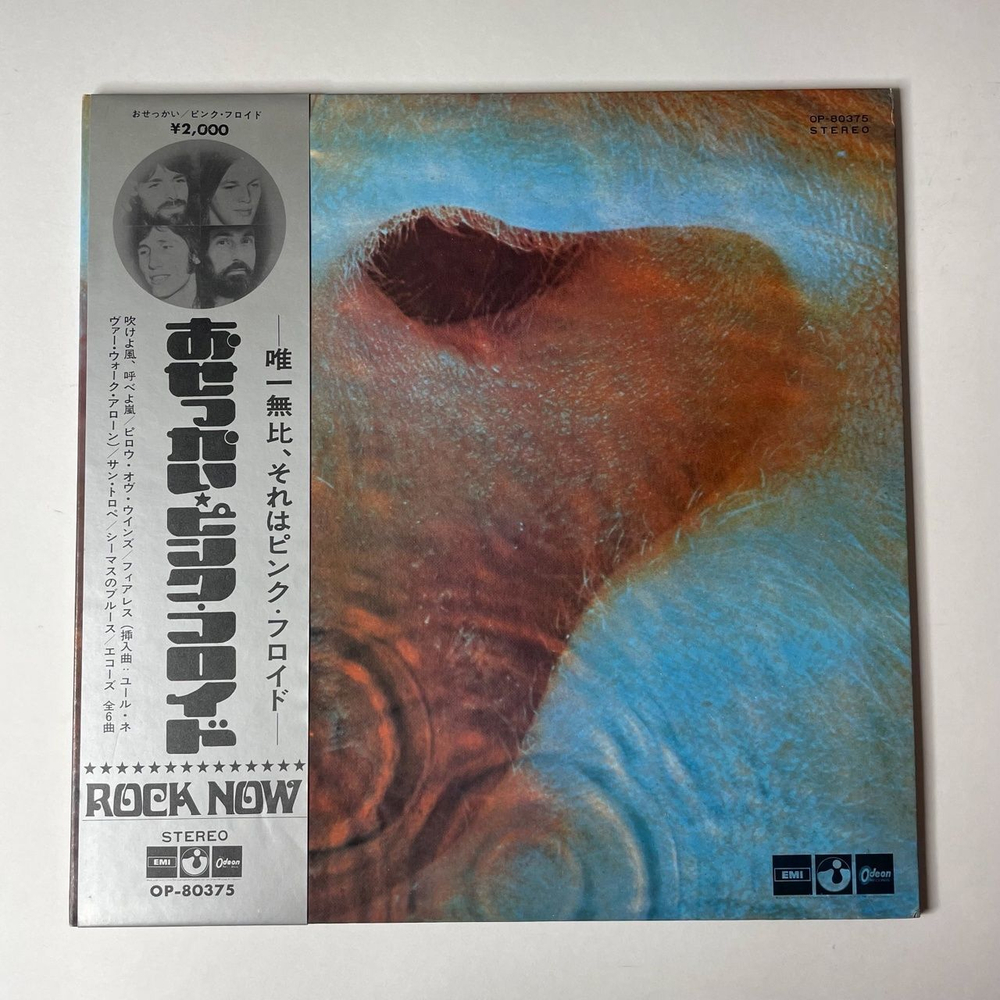 おせっかい/ピンク・フロイド
¥2,000
OP-80375
STEREO
―唯一無比、それはピンク・フロイド―
おせっかい★ピンク・フロイド
吹けよ風、呼べよ嵐/ピロウ・オヴ・ウインズ/フィアレス(挿入曲:ユール・ネ
ヴァー・ウォーク・アローン)/サン・トロペ/シーマスのブルース/エコーズ 全6曲
★★★★★★★★★★★★★★
ROCK NOW
STEREO
EMI
Odeon
OP-80375
EMI
Odeon